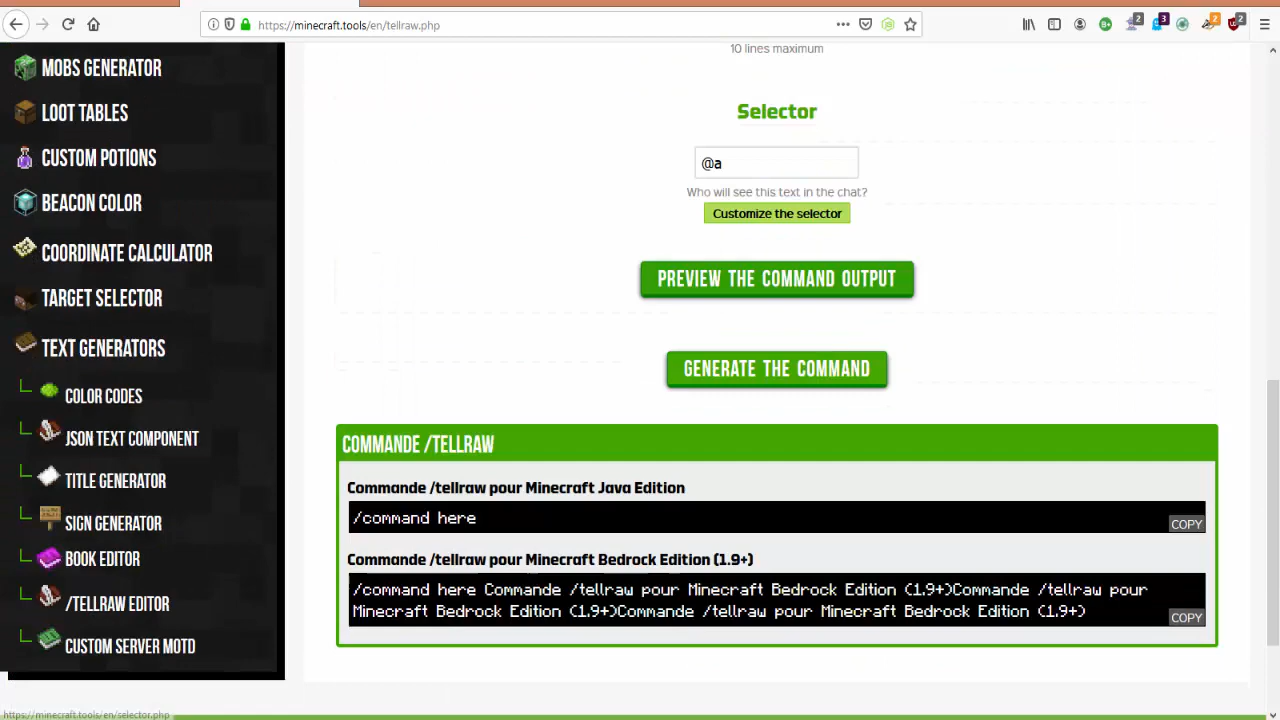 https://minecraft.tools/en/tellraw.php
2
3
B+
2
2
MOBS GENERATOR
LOOT TABLES
CUSTOM POTIONS
BEACON COLOR
COORDINATE CALCULATOR
TARGET SELECTOR
TEXT GENERATORS
COLOR CODES
JSON TEXT COMPONENT
TITLE GENERATOR
SIGN GENERATOR
BOOK EDITOR
/TELLRAW EDITOR
CUSTOM SERVER MOTD
10 lines maximum
Selector
@a
Who will see this text in the chat?
Customize the selector
PREVIEW THE COMMAND OUTPUT
GENERATE THE COMMAND
COMMANDE /TELLRAW
Commande /tellraw pour Minecraft Java Edition
/command here
COPY
Commande /tellraw pour Minecraft Bedrock Edition (1.9+)
/command here Commande /tellraw pour Minecraft Bedrock Edition (1.9+)Commande /tellraw pour
Minecraft Bedrock Edition (1.9+)Commande /tellraw pour Minecraft Bedrock Edition (1.9+)
COPY
https://minecraft.tools/en/selector.php